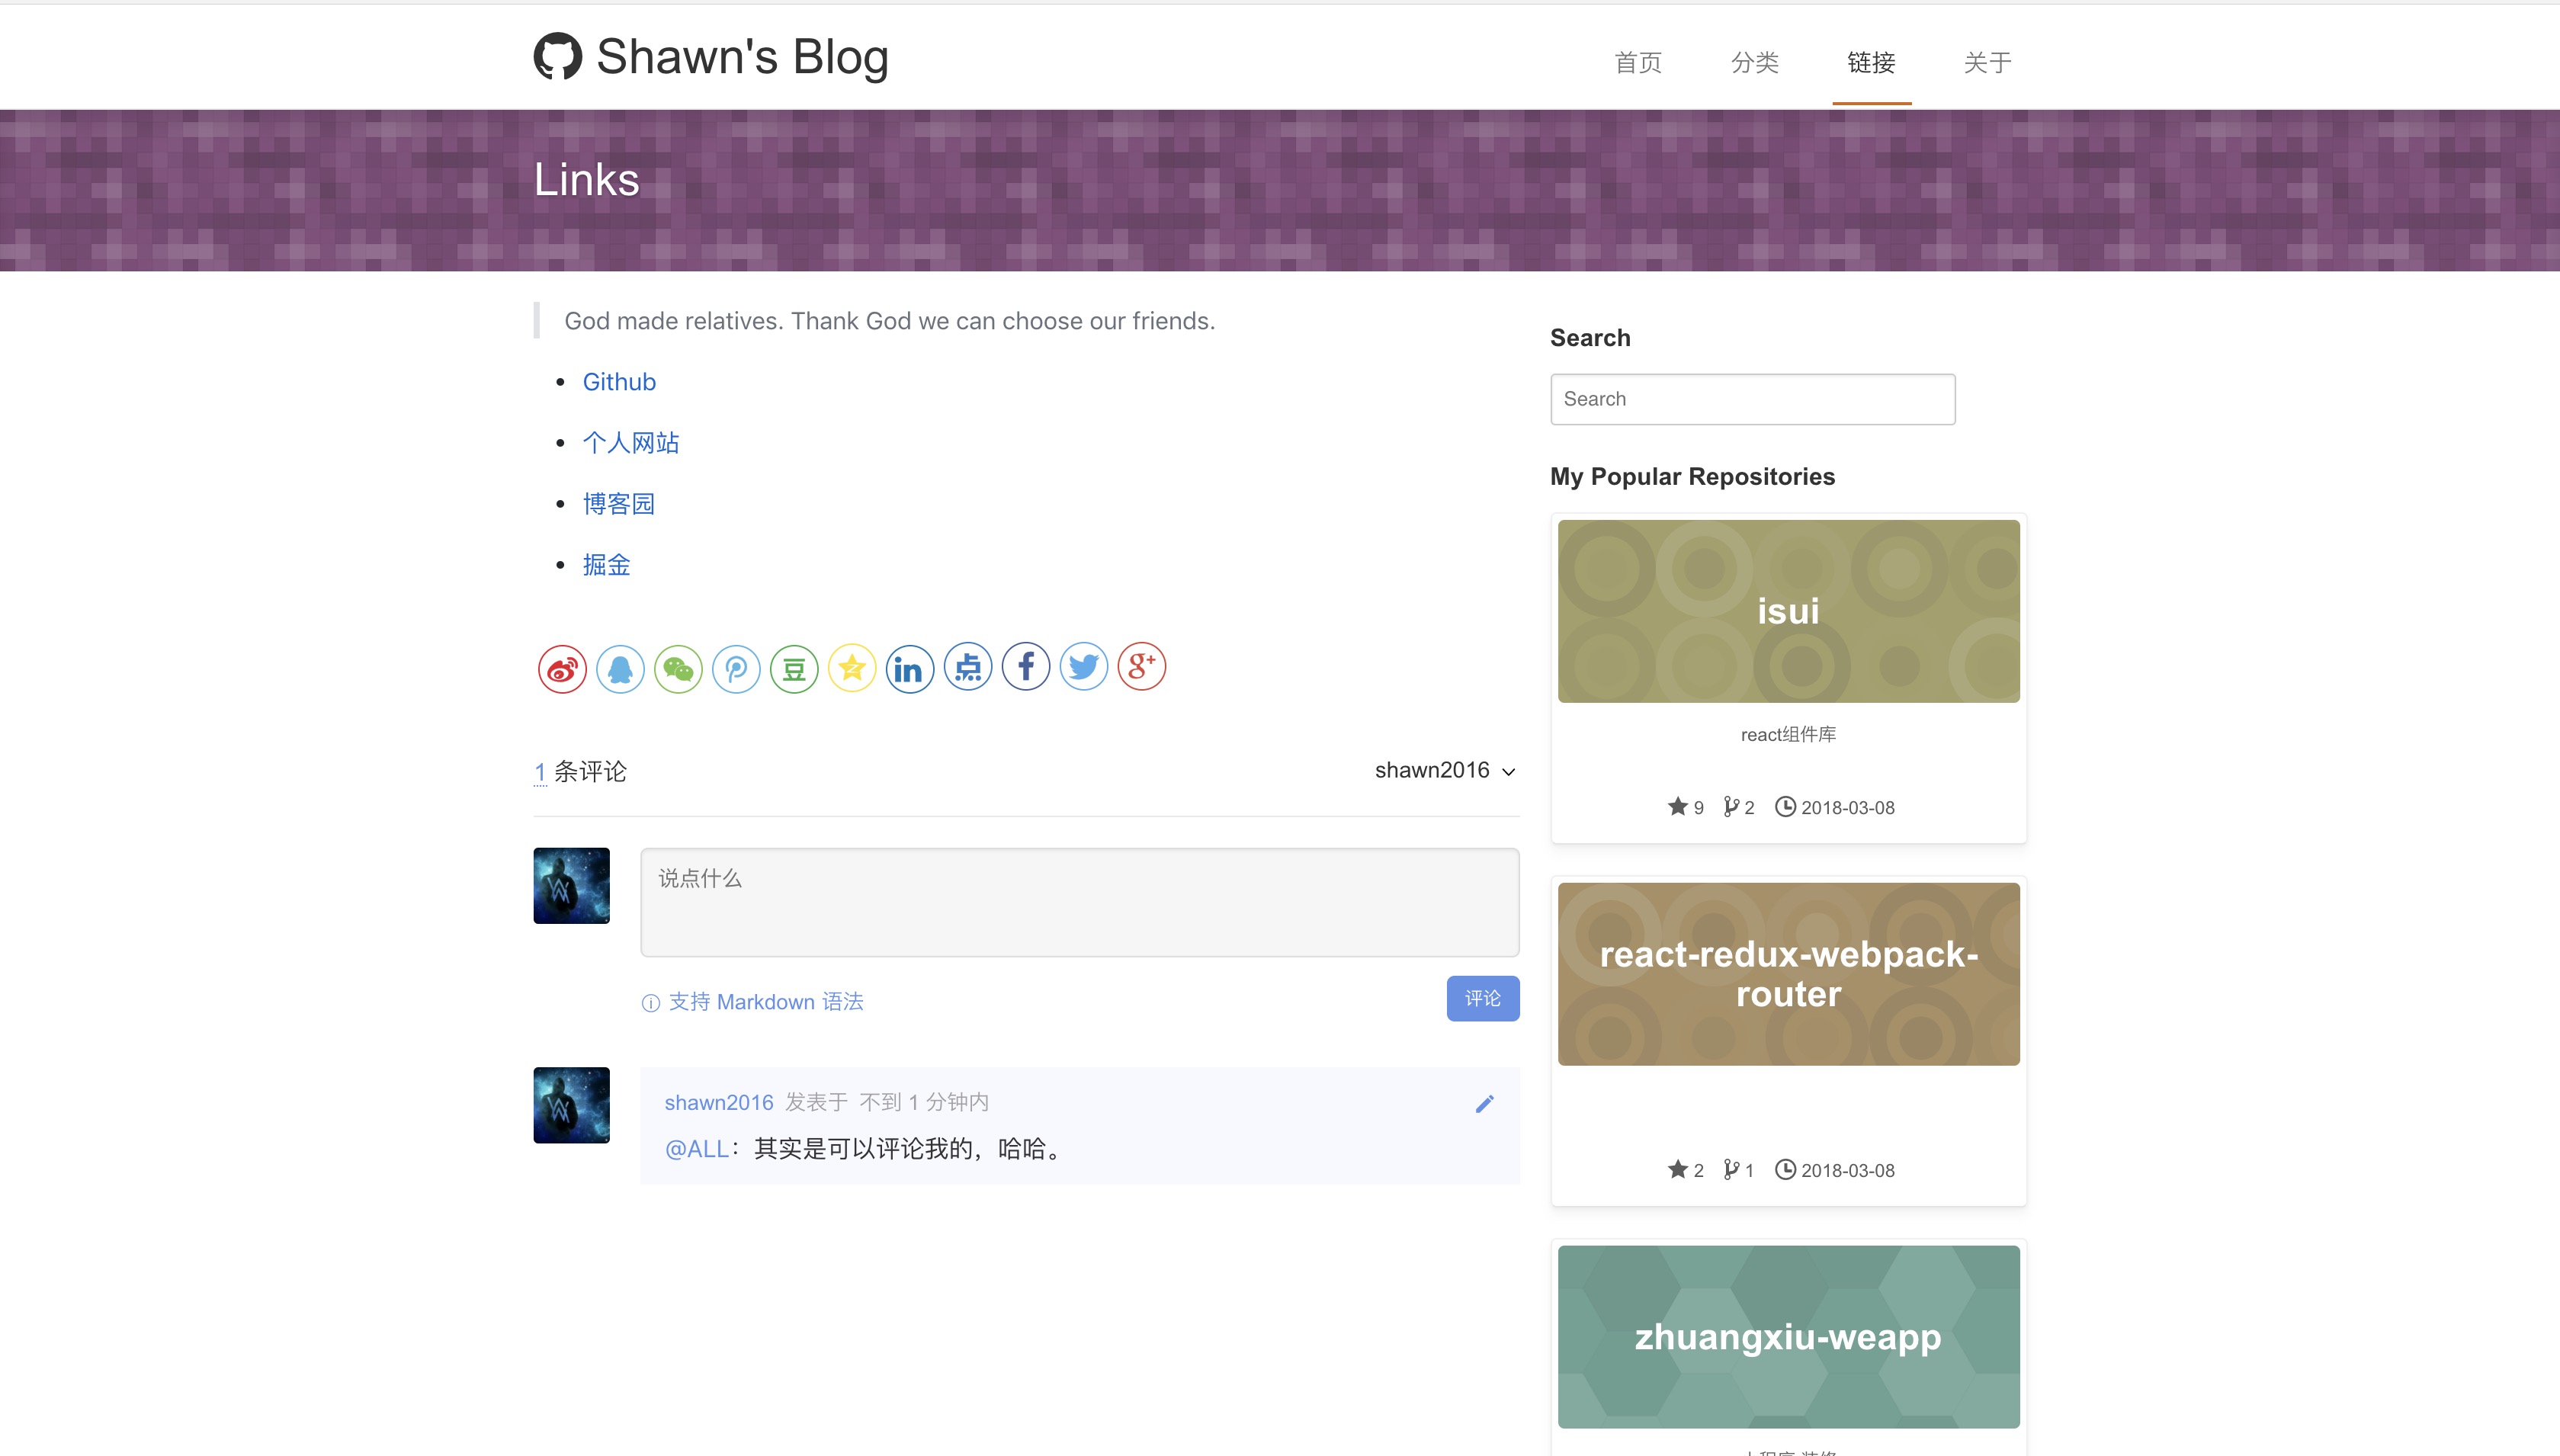 Shawn's Blog
首页 分类 链接 关于
Links
God made relatives. Thank God we can choose our friends.
Github
个人网站
博客园
掘金
1 条评论
shawn2016
说点什么
支持 Markdown 语法
评论
shawn2016 发表于 不到 1 分钟内
@ALL：其实是可以评论我的，哈哈。
Search
Search
My Popular Repositories
isui
react组件库
9 2 2018-03-08
react-redux-webpack-
router
2 1 2018-03-08
zhuangxiu-weapp